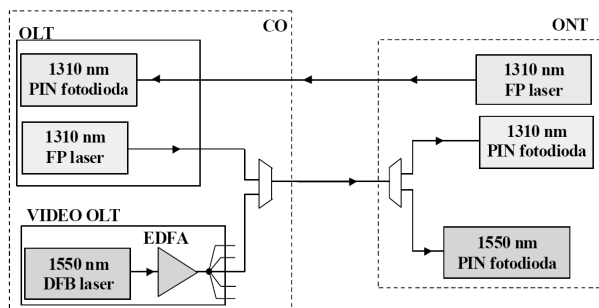 CO
ONT
OLT
1310 nm
PIN fotodioda
1310 nm
FP laser
1310 nm
FP laser
1310 nm
PIN fotodioda
VIDEO OLT
EDFA
1550 nm
DFB laser
1550 nm
PIN fotodioda